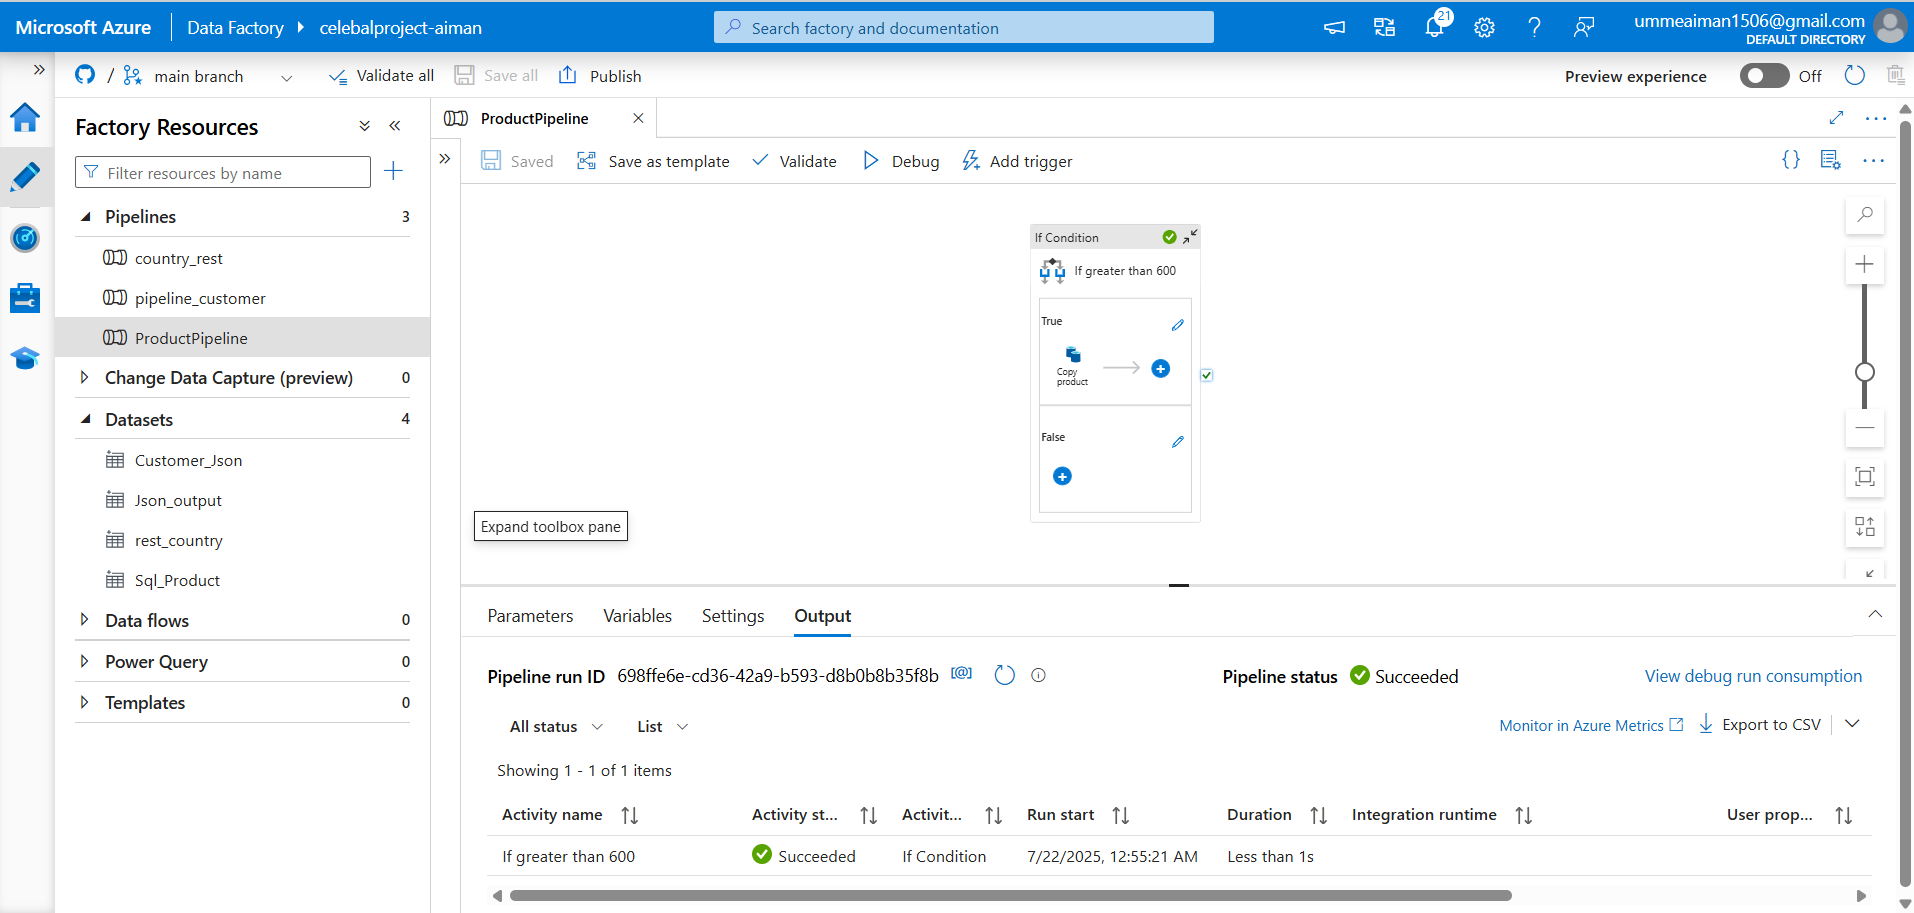 Microsoft Azure
Data Factory
celebalproject-aiman
Search factory and documentation
21
ummeaiman1506@gmail.com
DEFAULT DIRECTORY
/
main branch
Validate all
Save all
Publish
Preview experience
Off
Factory Resources
Filter resources by name
Pipelines 3
country_rest
pipeline_customer
ProductPipeline
Change Data Capture (preview) 0
Datasets 4
Customer_Json
Json_output
rest_country
Sql_Product
Data flows 0
Power Query 0
Templates 0
ProductPipeline
Saved
Save as template
Validate
Debug
Add trigger
{}
If Condition
If greater than 600
True
Copy
product
False
Expand toolbox pane
Parameters
Variables
Settings
Output
Pipeline run ID 698ffe6e-cd36-42a9-b593-d8b0b8b35f8b
Pipeline status Succeeded
View debug run consumption
All status
List
Monitor in Azure Metrics
Export to CSV
Showing 1 - 1 of 1 items
Activity name Activity st... Activit... Run start Duration Integration runtime User prop...
If greater than 600 Succeeded If Condition 7/22/2025, 12:55:21 AM Less than 1s